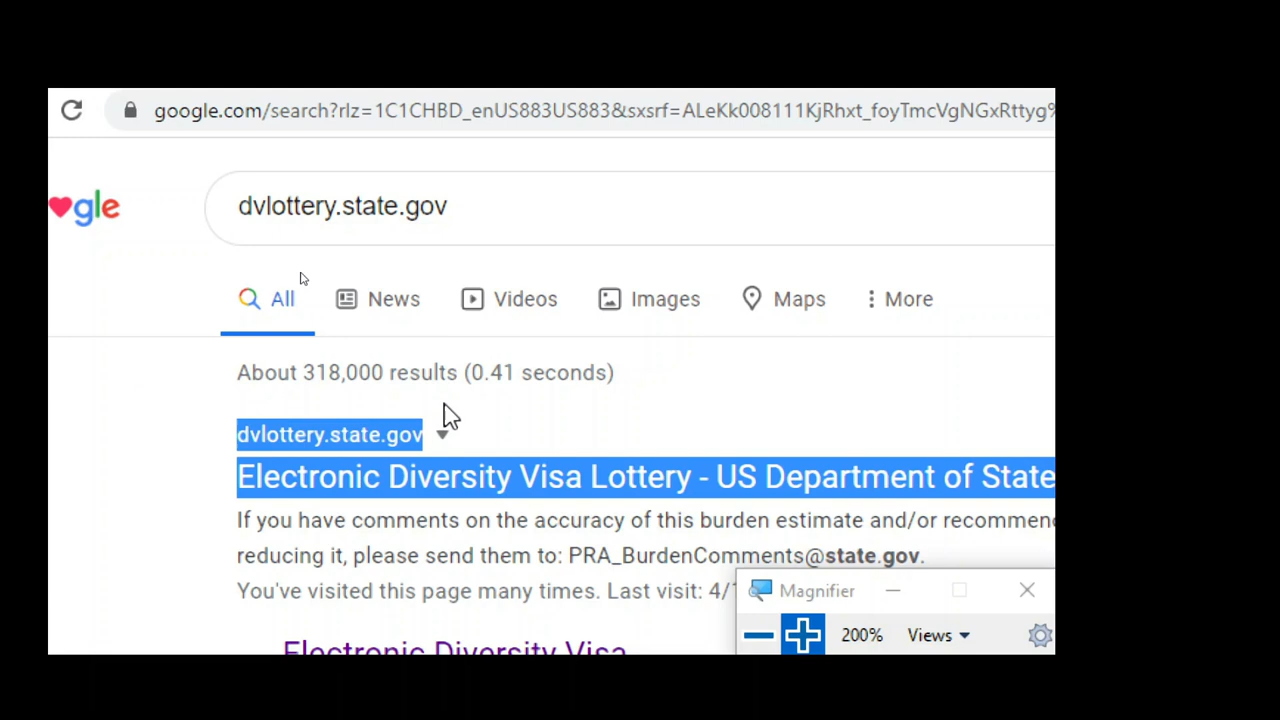 google.com/search?rlz=1C1CHBD_enUS883US883&sxsrf=ALeKk008111KjRhxt_foyTmcVgNGxRttyg%
gle
dvlottery.state.gov
All News Videos Images Maps More
About 318,000 results (0.41 seconds)
dvlottery.state.gov
Electronic Diversity Visa Lottery - US Department of State
If you have comments on the accuracy of this burden estimate and/or recommen
reducing it, please send them to: PRA_BurdenComments@state.gov.
You've visited this page many times. Last visit: 4/
Magnifier
200% Views
Electronic Diversity Visa